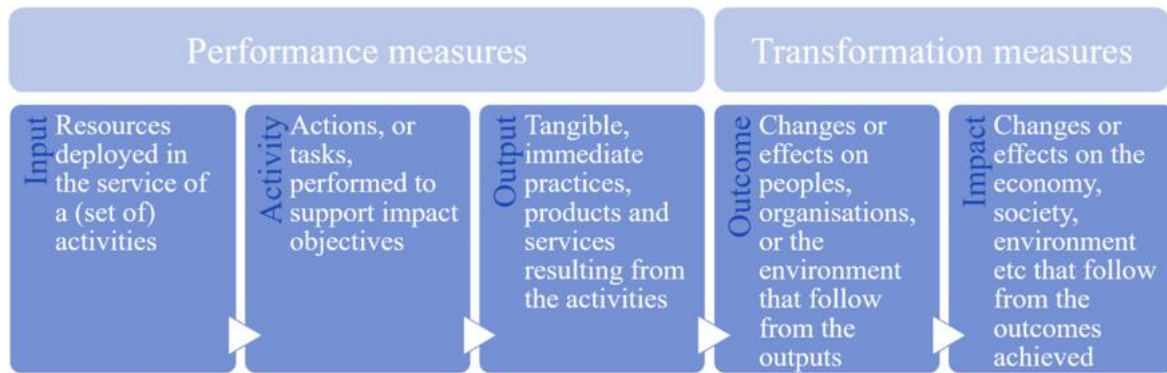 Performance measures
Transformation measures
Input
Resources
deployed in
the service of
a (set of)
activities
Activity
Actions, or
tasks,
performed to
support impact
objectives
Output
Tangible,
immediate
practices,
products and
services
resulting from
the activities
Outcome
Changes or
effects on
peoples,
organisations,
or the
environment
that follow
from the
outputs
Impact
Changes or
effects on the
economy,
society,
environment
etc that follow
from the
outcomes
achieved